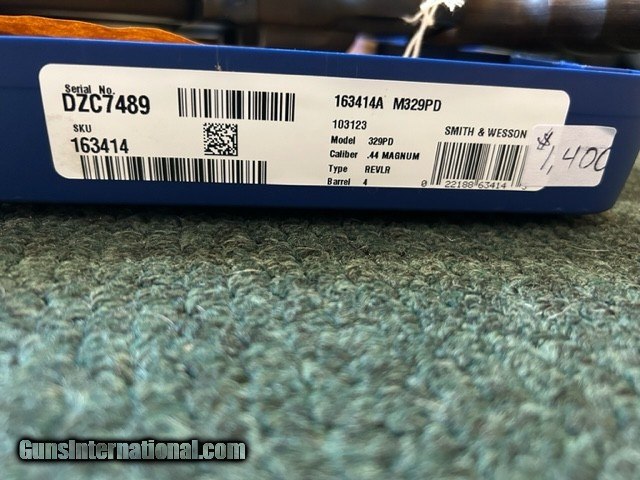 Serial No.
DZC7489
SKU
163414
163414A M329PD
103123
Model 329PD
Caliber .44 MAGNUM
Type REVLR
Barrel 4
SMITH & WESSON
0 22188 63414
$1,400
GunsInternational.com